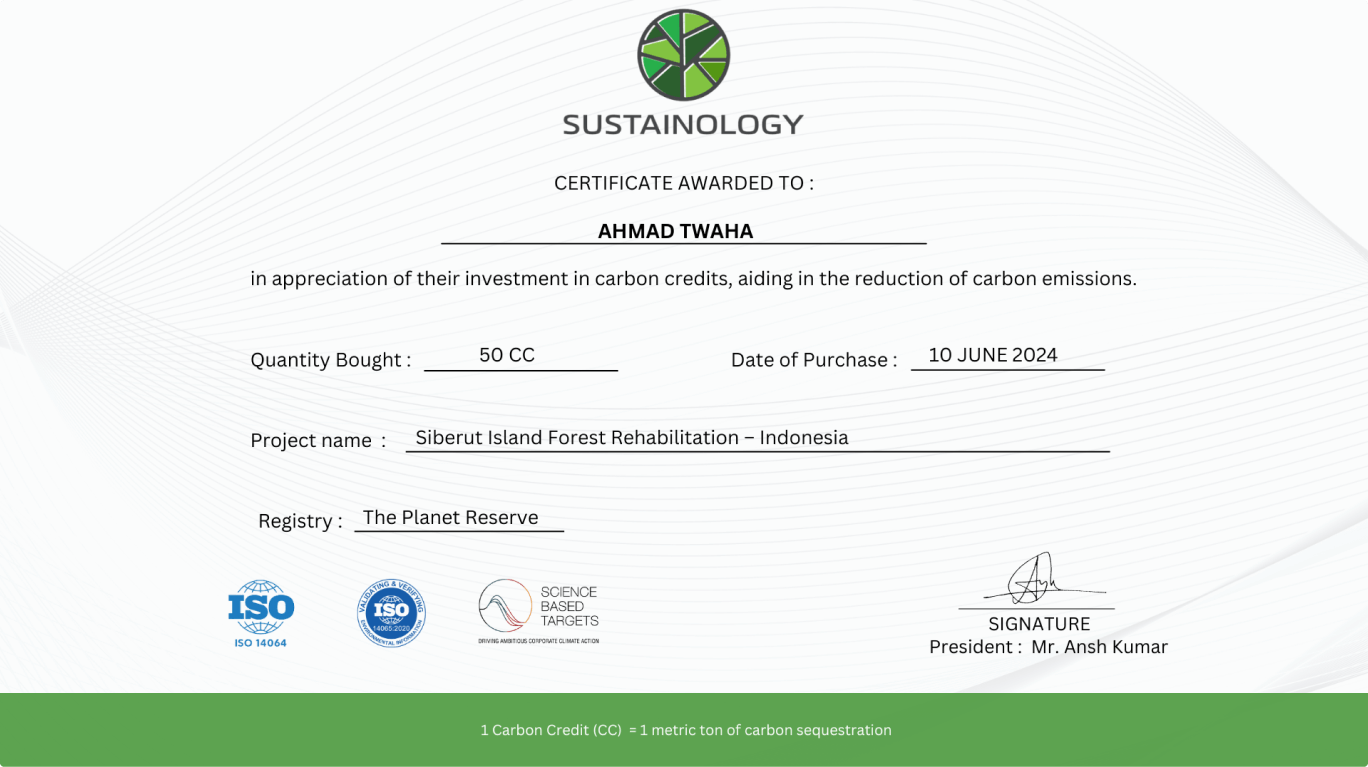 SUSTAINOLOGY
CERTIFICATE AWARDED TO :
AHMAD TWAHA
in appreciation of their investment in carbon credits, aiding in the reduction of carbon emissions.
Quantity Bought : 50 CC Date of Purchase : 10 JUNE 2024
Project name : Siberut Island Forest Rehabilitation – Indonesia
Registry : The Planet Reserve
ISO
ISO 14064
VALIDATING & VERIFYING
ISO
14065:2020
ENVIRONMENTAL INFORMATION
SCIENCE
BASED
TARGETS
DRIVING AMBITIOUS CORPORATE CLIMATE ACTION
SIGNATURE
President : Mr. Ansh Kumar
1 Carbon Credit (CC) = 1 metric ton of carbon sequestration